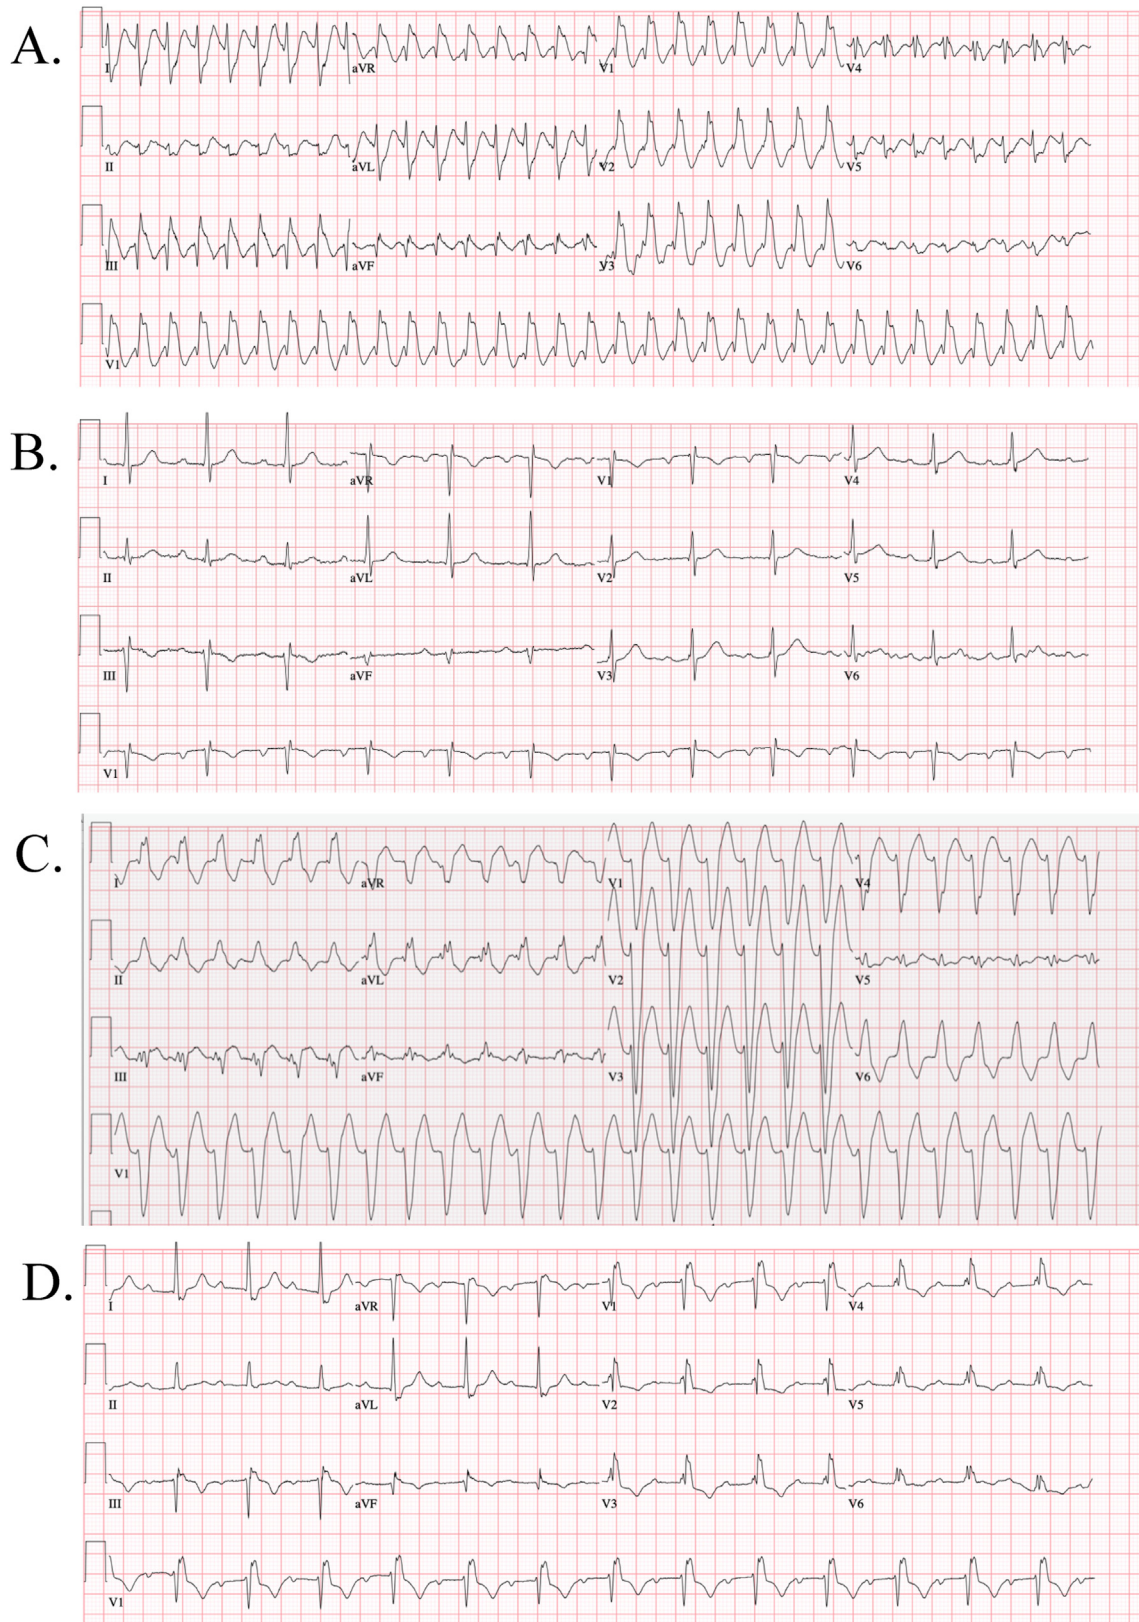 A.
I aVR V1 V4
II aVL V2 V5
III aVF V3 V6
V1
B.
I aVR V1 V4
II aVL V2 V5
III aVF V3 V6
V1
C.
I aVR V1 V4
II aVL V2 V5
III aVF V3 V6
V1
D.
I aVR V1 V4
II aVL V2 V5
III aVF V3 V6
V1